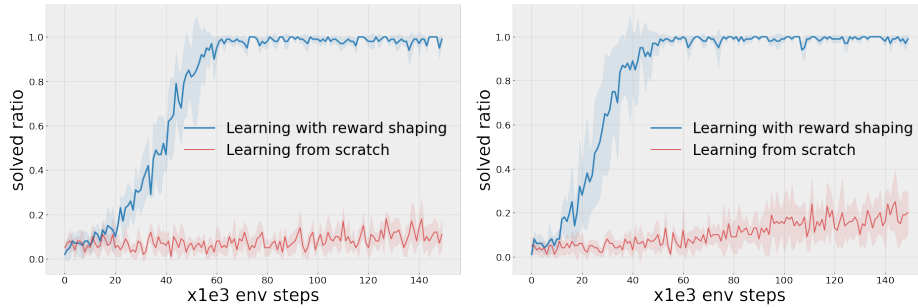 1.0
0.8
0.6
0.4
0.2
0.0
solved ratio
Learning with reward shaping
Learning from scratch
0 20 40 60 80 100 120 140
x1e3 env steps
1.0
0.8
0.6
0.4
0.2
0.0
solved ratio
Learning with reward shaping
Learning from scratch
0 20 40 60 80 100 120 140
x1e3 env steps